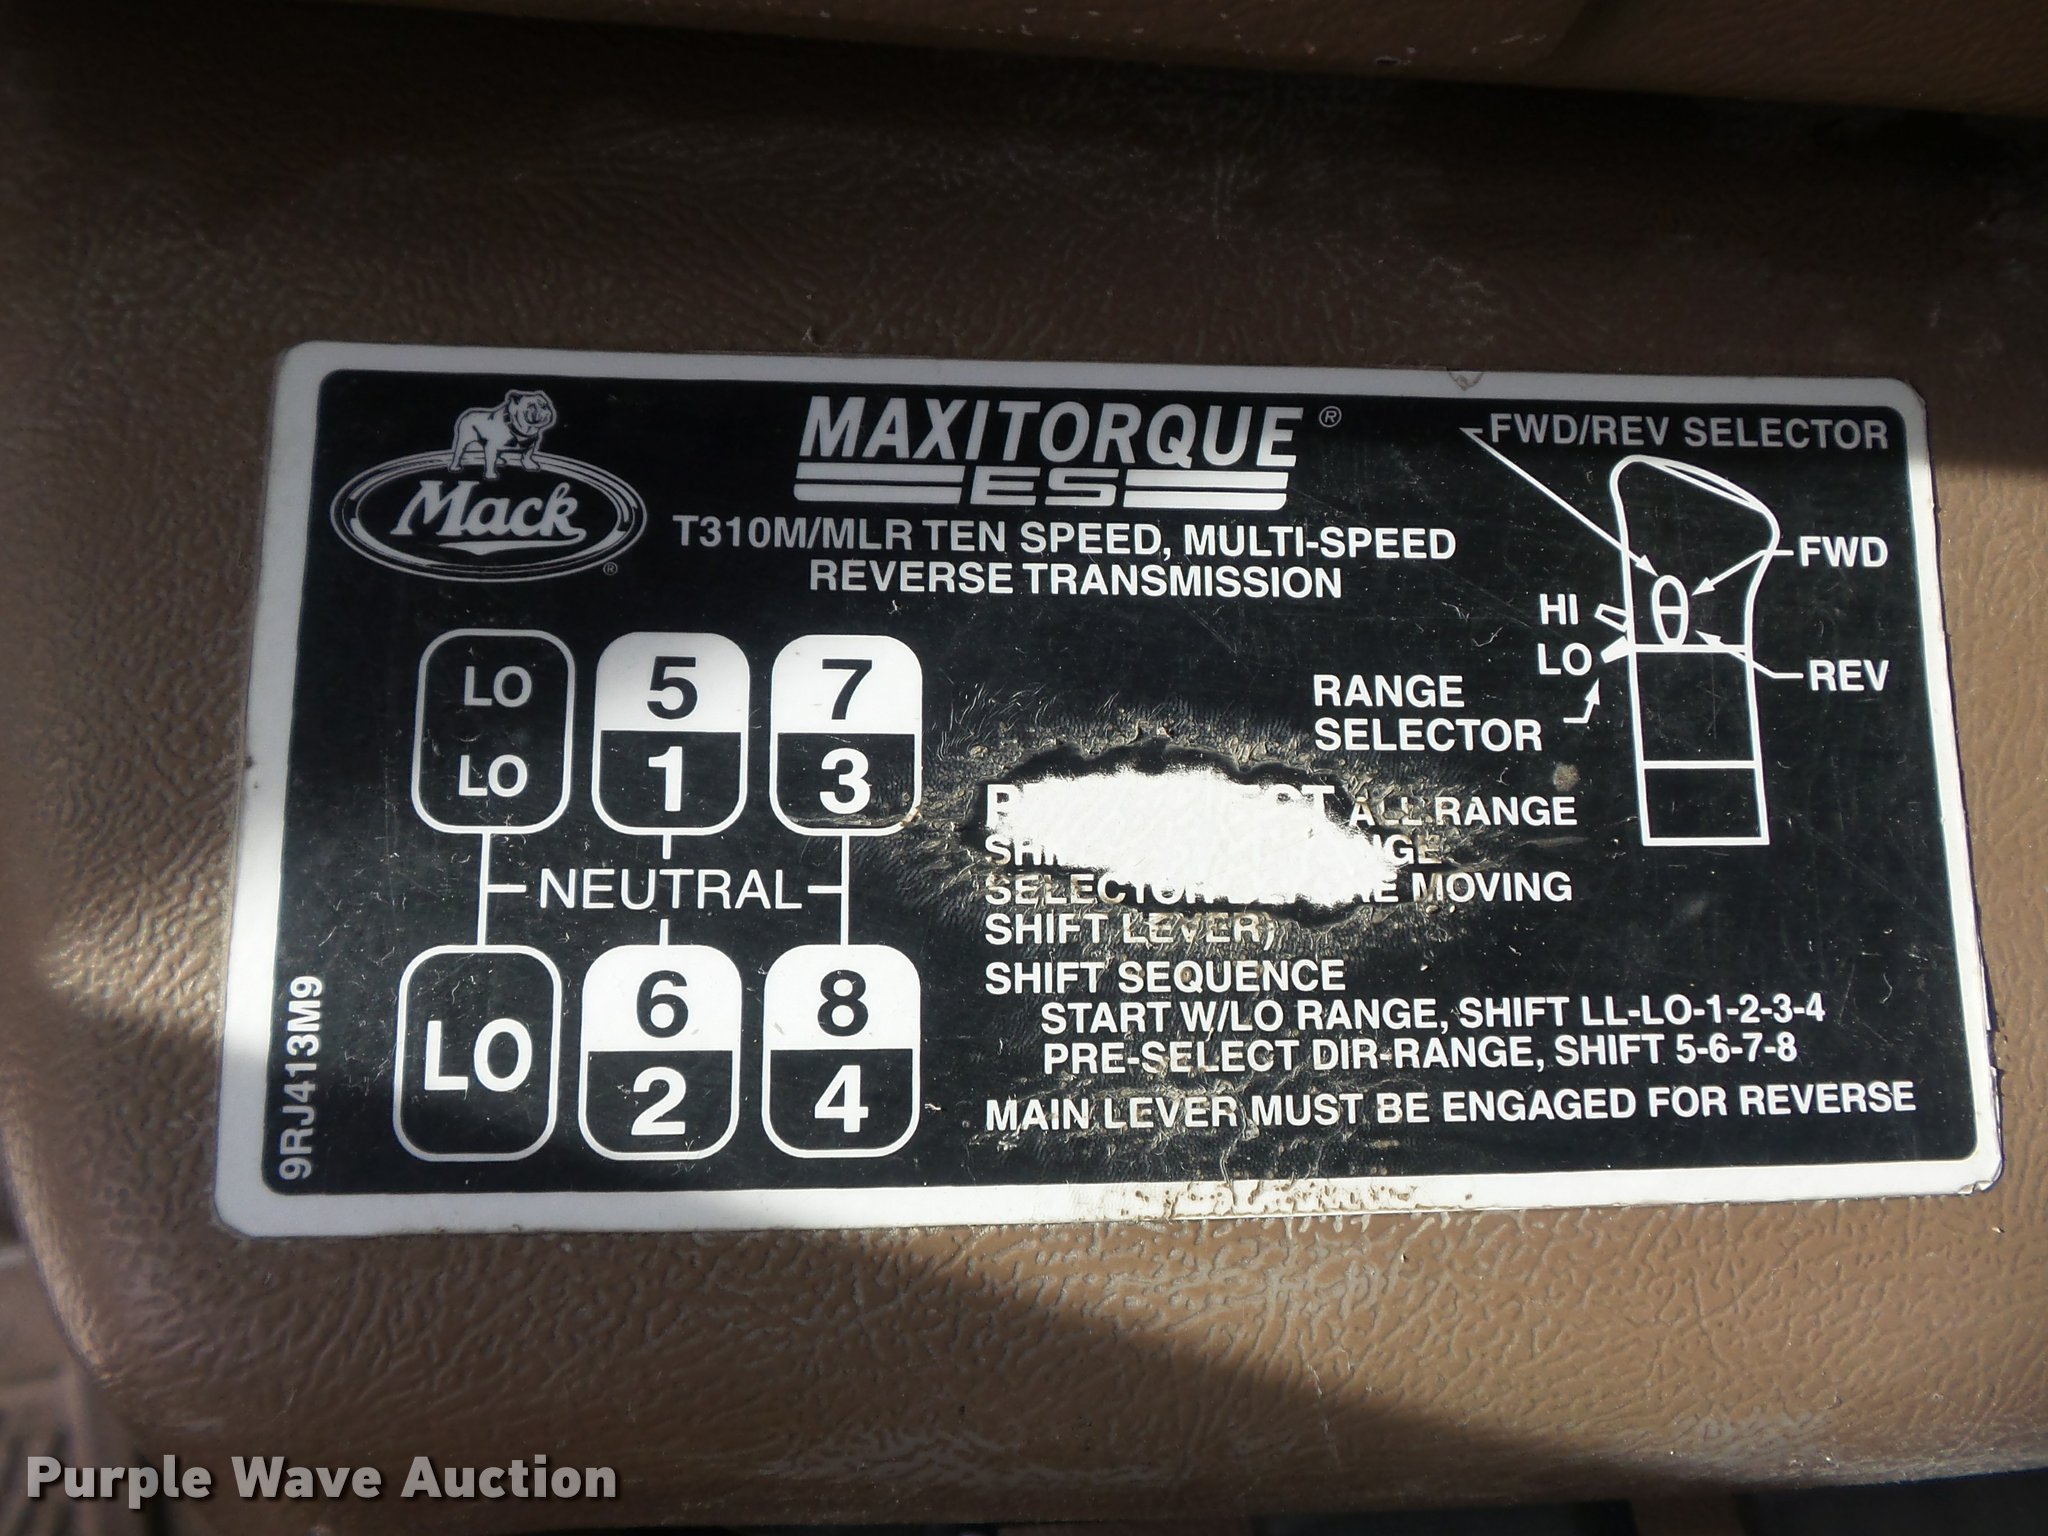 Mack
®
MAXITORQUE®
ES
T310M/MLR TEN SPEED, MULTI-SPEED
REVERSE TRANSMISSION
FWD/REV SELECTOR
FWD
HI
LO
REV
RANGE
SELECTOR
LO
LO
5
1
7
3
NEUTRAL
LO
6
2
8
4
ALL RANGE
MOVING
SHIFT LEVER)
SHIFT SEQUENCE
START W/LO RANGE, SHIFT LL-LO-1-2-3-4
PRE-SELECT DIR-RANGE, SHIFT 5-6-7-8
MAIN LEVER MUST BE ENGAGED FOR REVERSE
9RJ413M9
Purple Wave Auction